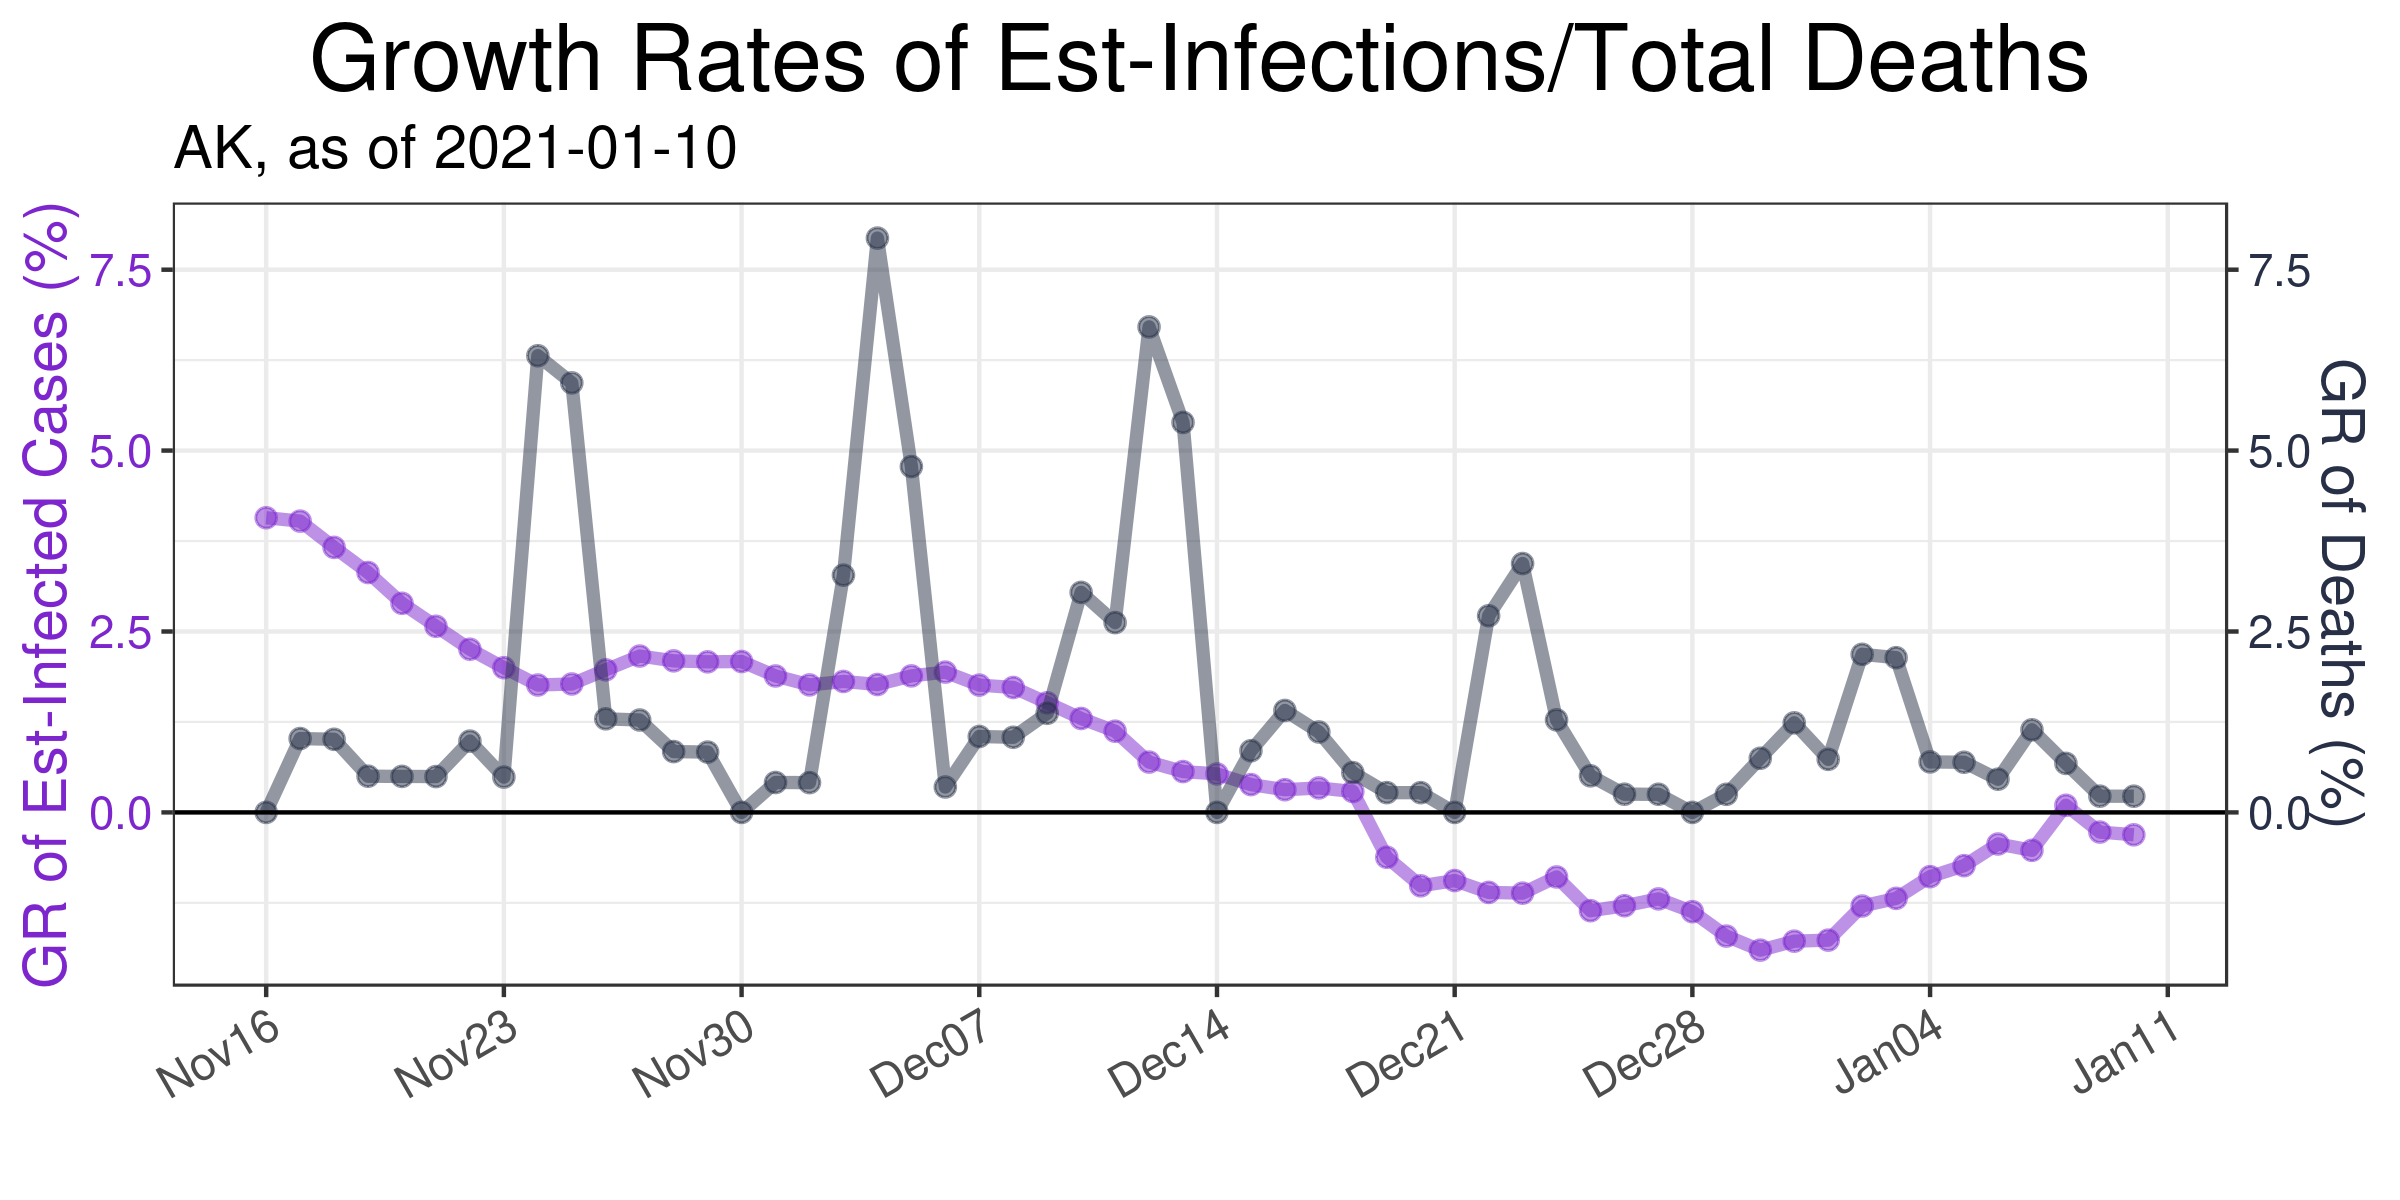 Growth Rates of Est-Infections/Total Deaths
AK, as of 2021-01-10
GR of Est-Infected Cases (%)
7.5
5.0
2.5
0.0
7.5
5.0
2.5
0.0
GR of Deaths (%)
Nov16
Nov23
Nov30
Dec07
Dec14
Dec21
Dec28
Jan04
Jan11